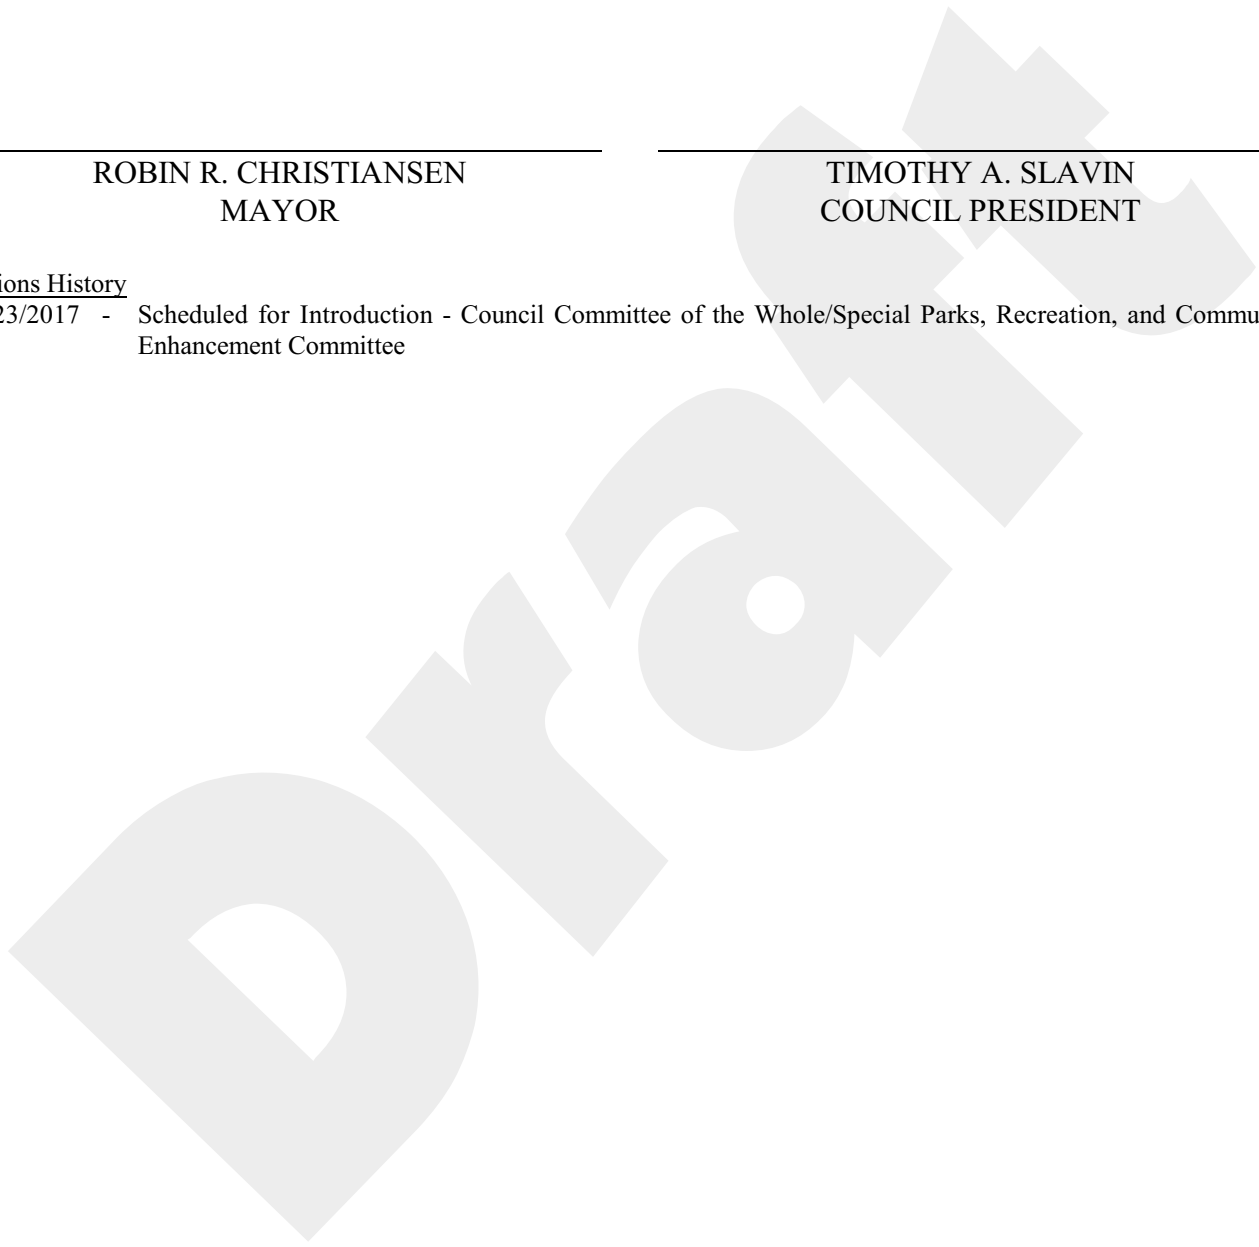 ROBIN R. CHRISTIANSEN
MAYOR
TIMOTHY A. SLAVIN
COUNCIL PRESIDENT
ions History
23/2017 - Scheduled for Introduction - Council Committee of the Whole/Special Parks, Recreation, and Commu
Enhancement Committee
Draft